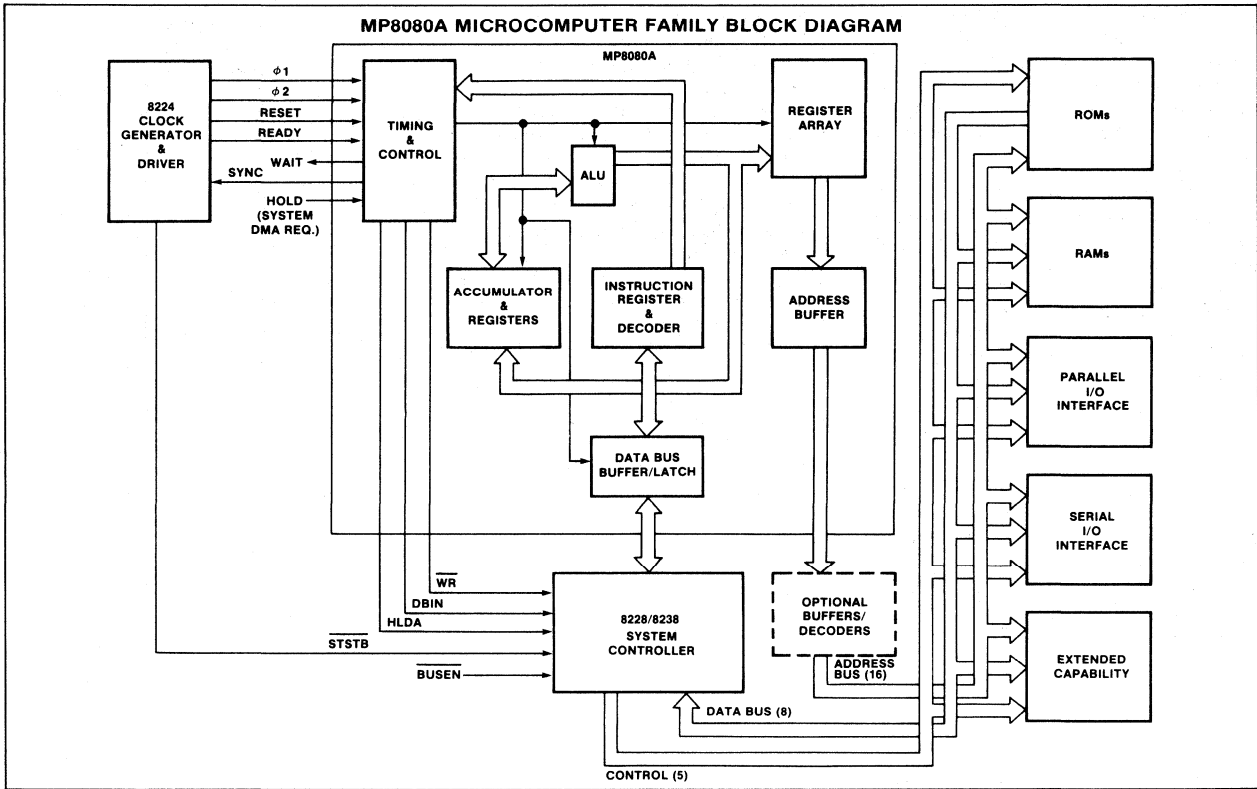 MP8080A MICROCOMPUTER FAMILY BLOCK DIAGRAM
MP8080A
8224
CLOCK
GENERATOR
&
DRIVER
ϕ1
ϕ2
RESET
READY
WAIT
SYNC
HOLD
(SYSTEM
DMA REQ.)
TIMING
&
CONTROL
ALU
REGISTER
ARRAY
ACCUMULATOR
&
REGISTERS
INSTRUCTION
REGISTER
&
DECODER
ADDRESS
BUFFER
DATA BUS
BUFFER/LATCH
W̅R̅
DBIN
HLDA
S̅T̅S̅T̅B̅
B̅U̅S̅E̅N̅
8228/8238
SYSTEM
CONTROLLER
OPTIONAL
BUFFERS/
DECODERS
ADDRESS
BUS (16)
DATA BUS (8)
CONTROL (5)
ROMs
RAMs
PARALLEL
I/O
INTERFACE
SERIAL
I/O
INTERFACE
EXTENDED
CAPABILITY